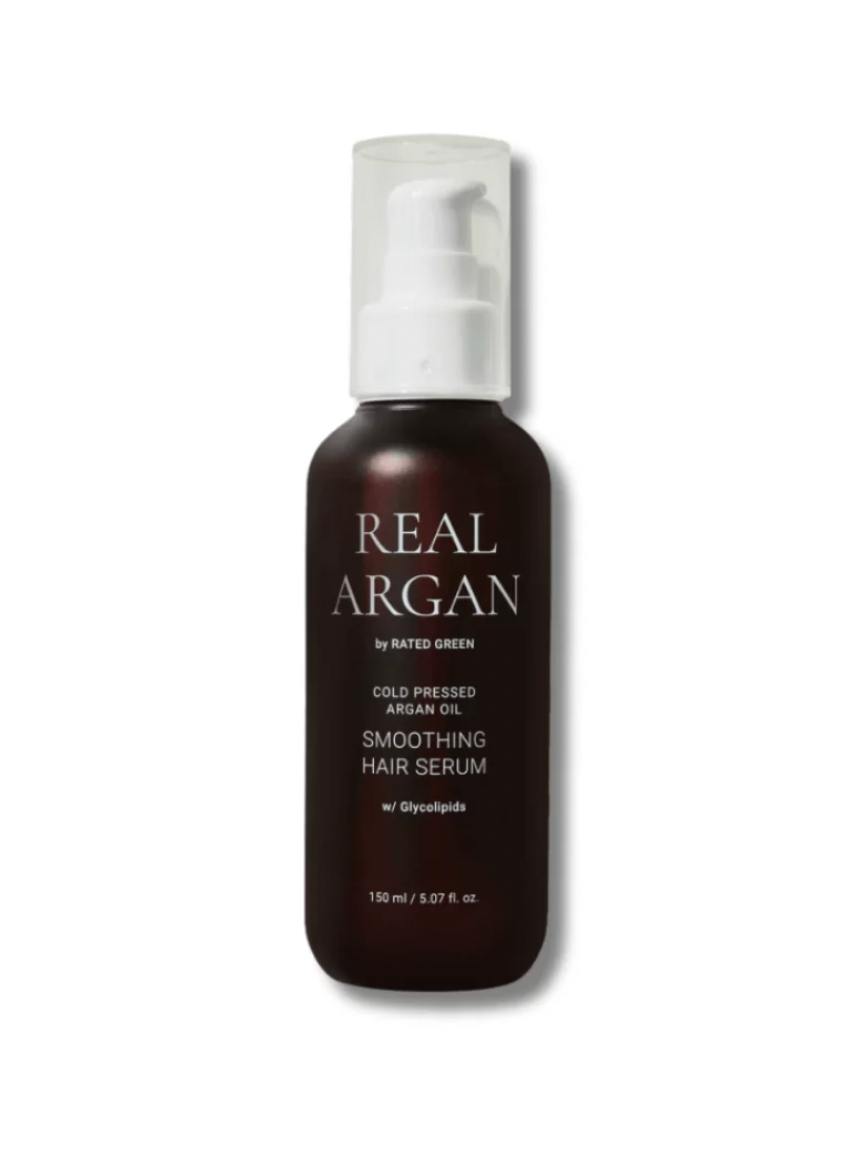 REAL
ARGAN
by RATED GREEN
COLD PRESSED
ARGAN OIL
SMOOTHING
HAIR SERUM
w/ Glycolipids
150 ml / 5.07 fl. oz.